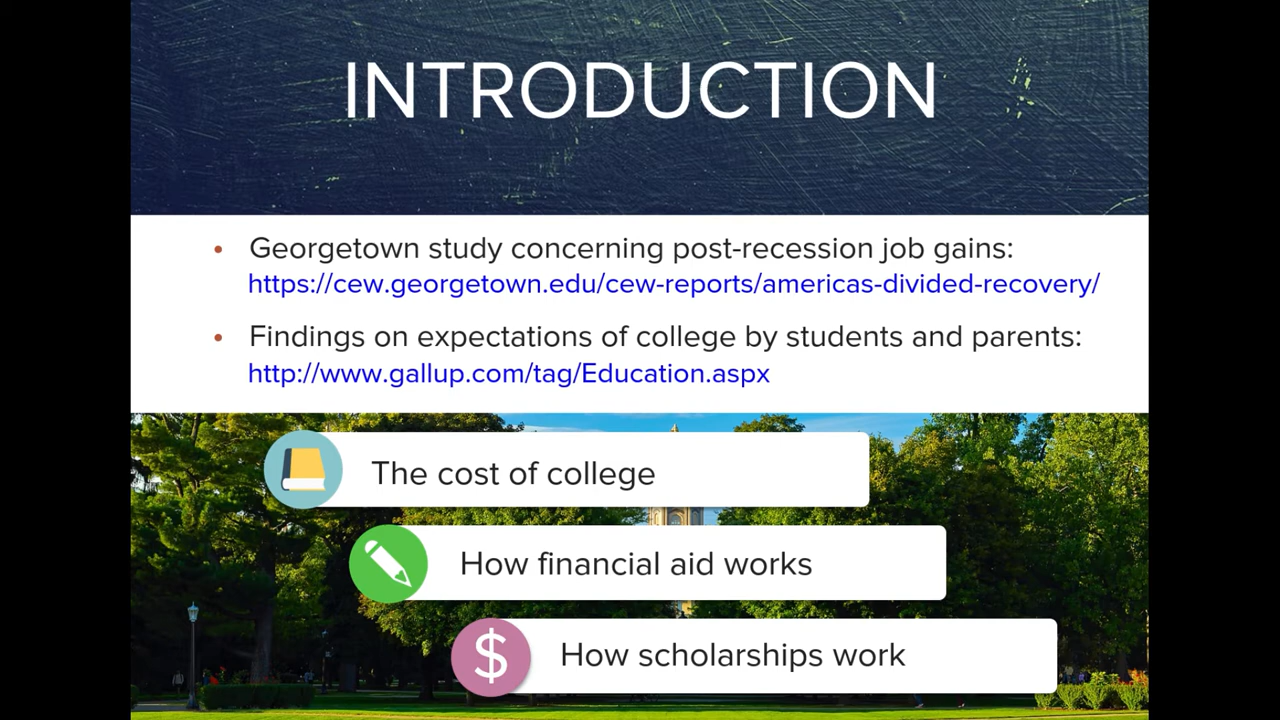 INTRODUCTION
• Georgetown study concerning post-recession job gains:
https://cew.georgetown.edu/cew-reports/americas-divided-recovery/
• Findings on expectations of college by students and parents:
http://www.gallup.com/tag/Education.aspx
The cost of college
How financial aid works
$ How scholarships work